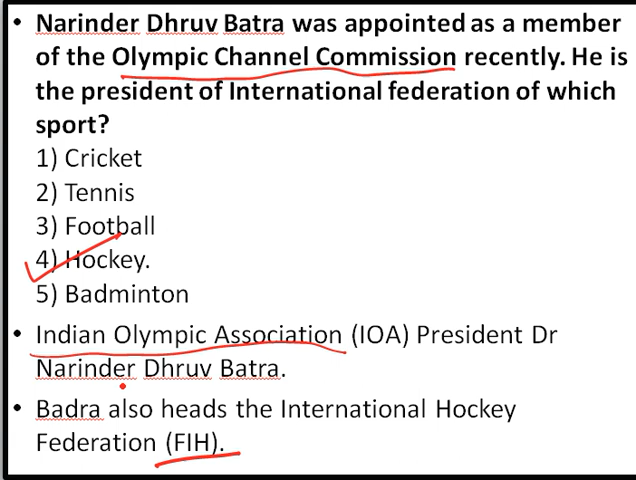 • Narinder Dhruv Batra was appointed as a member
of the Olympic Channel Commission recently. He is
the president of International federation of which
sport?
1) Cricket
2) Tennis
3) Football
4) Hockey.
5) Badminton
• Indian Olympic Association (IOA) President Dr
Narinder Dhruv Batra.
• Badra also heads the International Hockey
Federation (FIH).